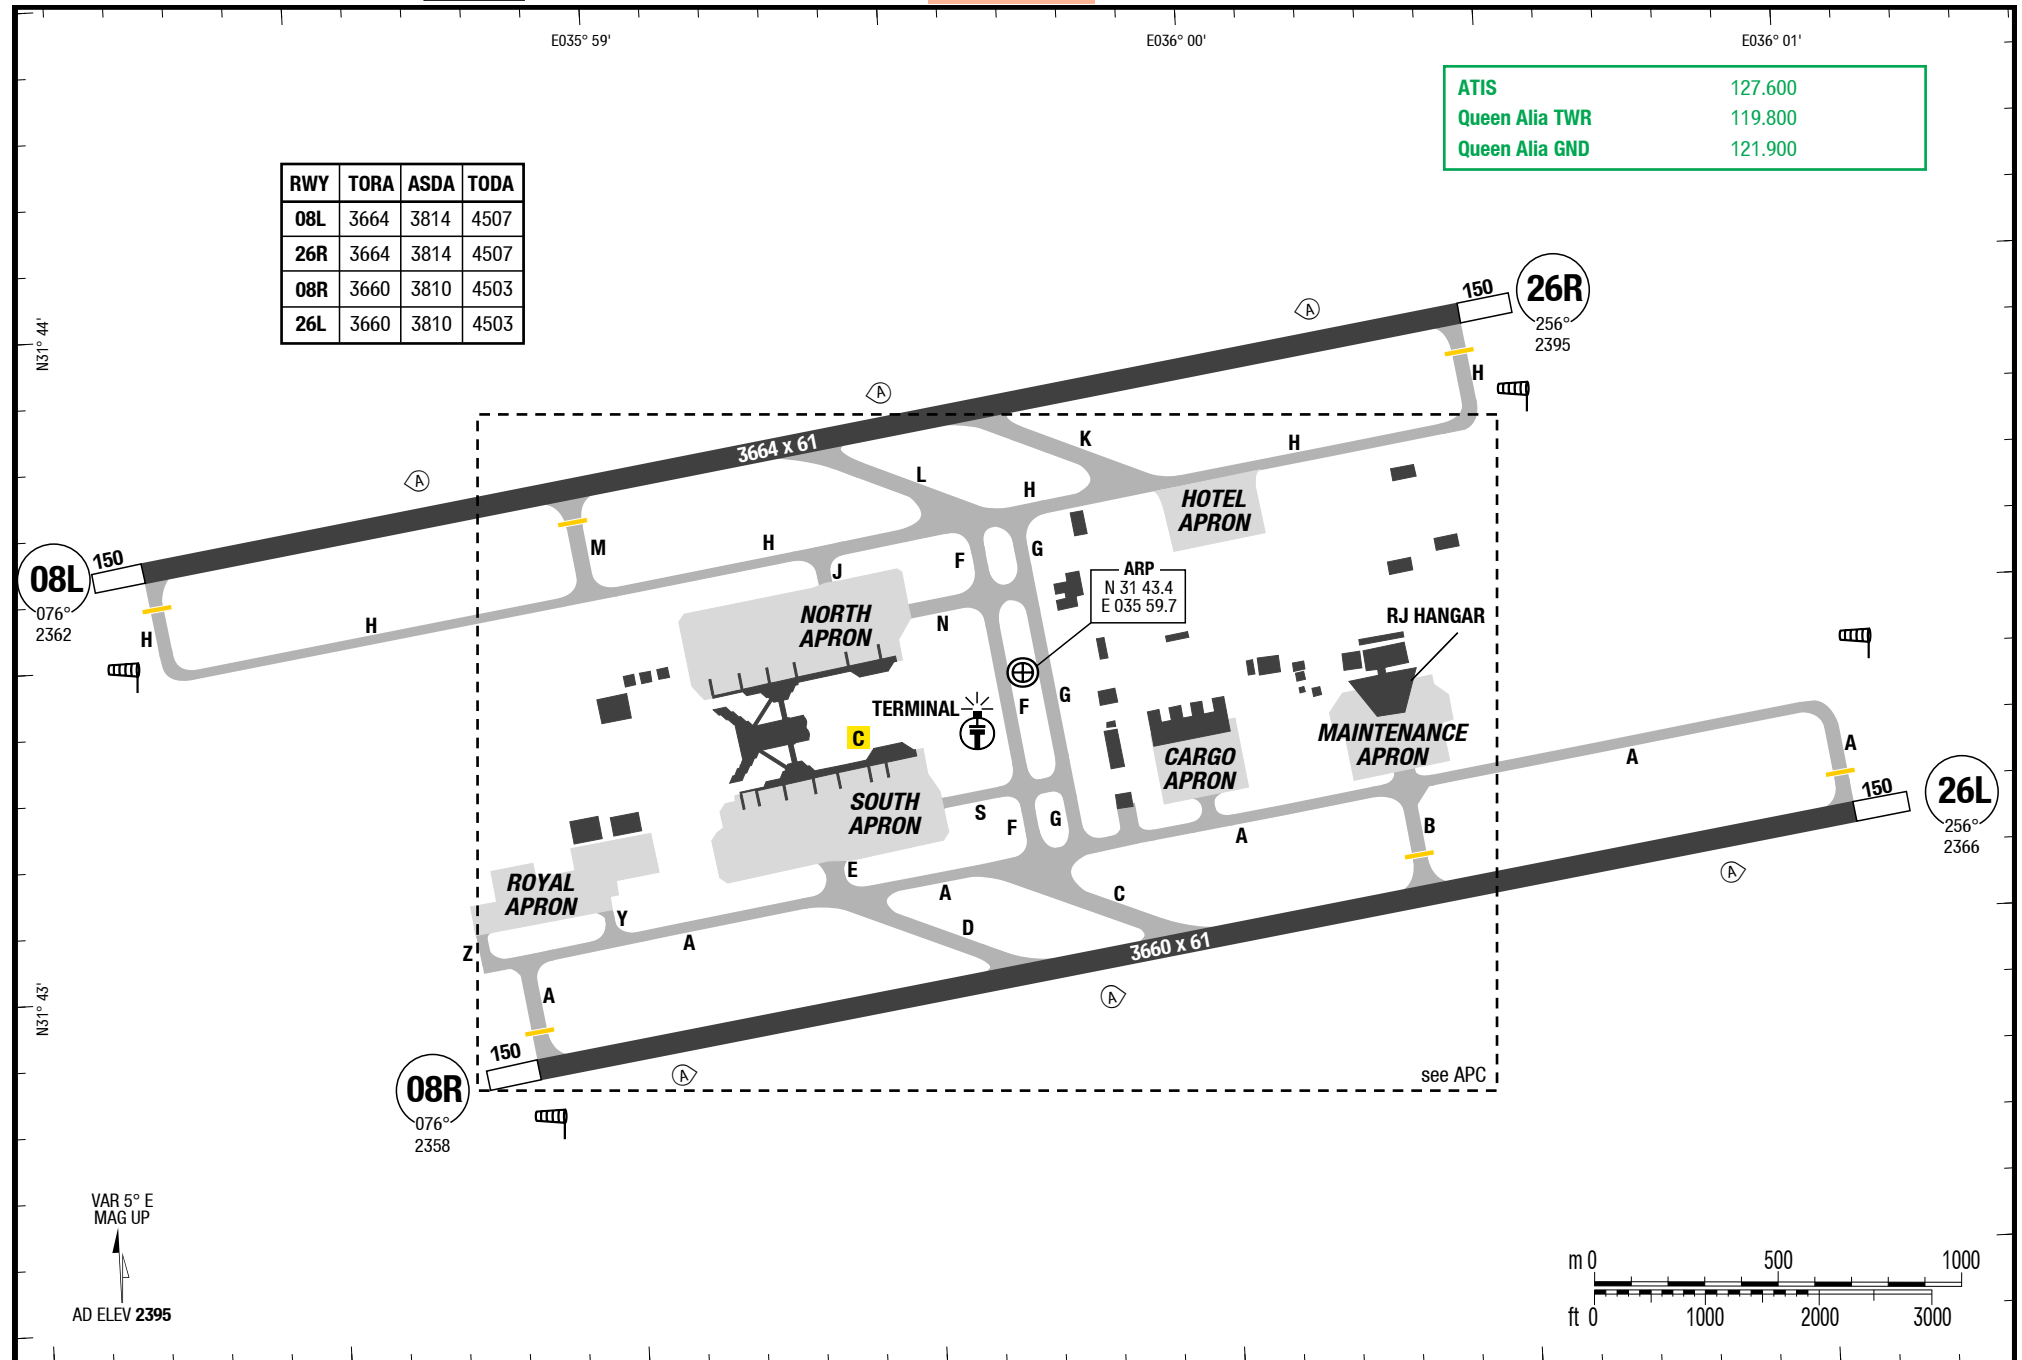 E035° 59'
E036° 00'
E036° 01'
ATIS 127.600
Queen Alia TWR 119.800
Queen Alia GND 121.900
RWY TORA ASDA TODA
08L 3664 3814 4507
26R 3664 3814 4507
08R 3660 3810 4503
26L 3660 3810 4503
N31° 44'
N31° 43'
150
26R
256°
2395
A
A
A
3664 x 61
H
K
H
H
L
HOTEL
APRON
M
H
J
F
G
150
08L
076°
2362
H
H
NORTH
APRON
N
ARP
N 31 43.4
E 035 59.7
RJ HANGAR
TERMINAL
F
G
C
MAINTENANCE
APRON
CARGO
APRON
A
A
150
26L
256°
2366
SOUTH
APRON
S
F
G
A
B
E
A
C
D
ROYAL
APRON
Y
Z
A
A
3660 x 61
A
A
A
150
08R
076°
2358
see APC
VAR 5° E
MAG UP
AD ELEV 2395
m 0 500 1000
ft 0 1000 2000 3000